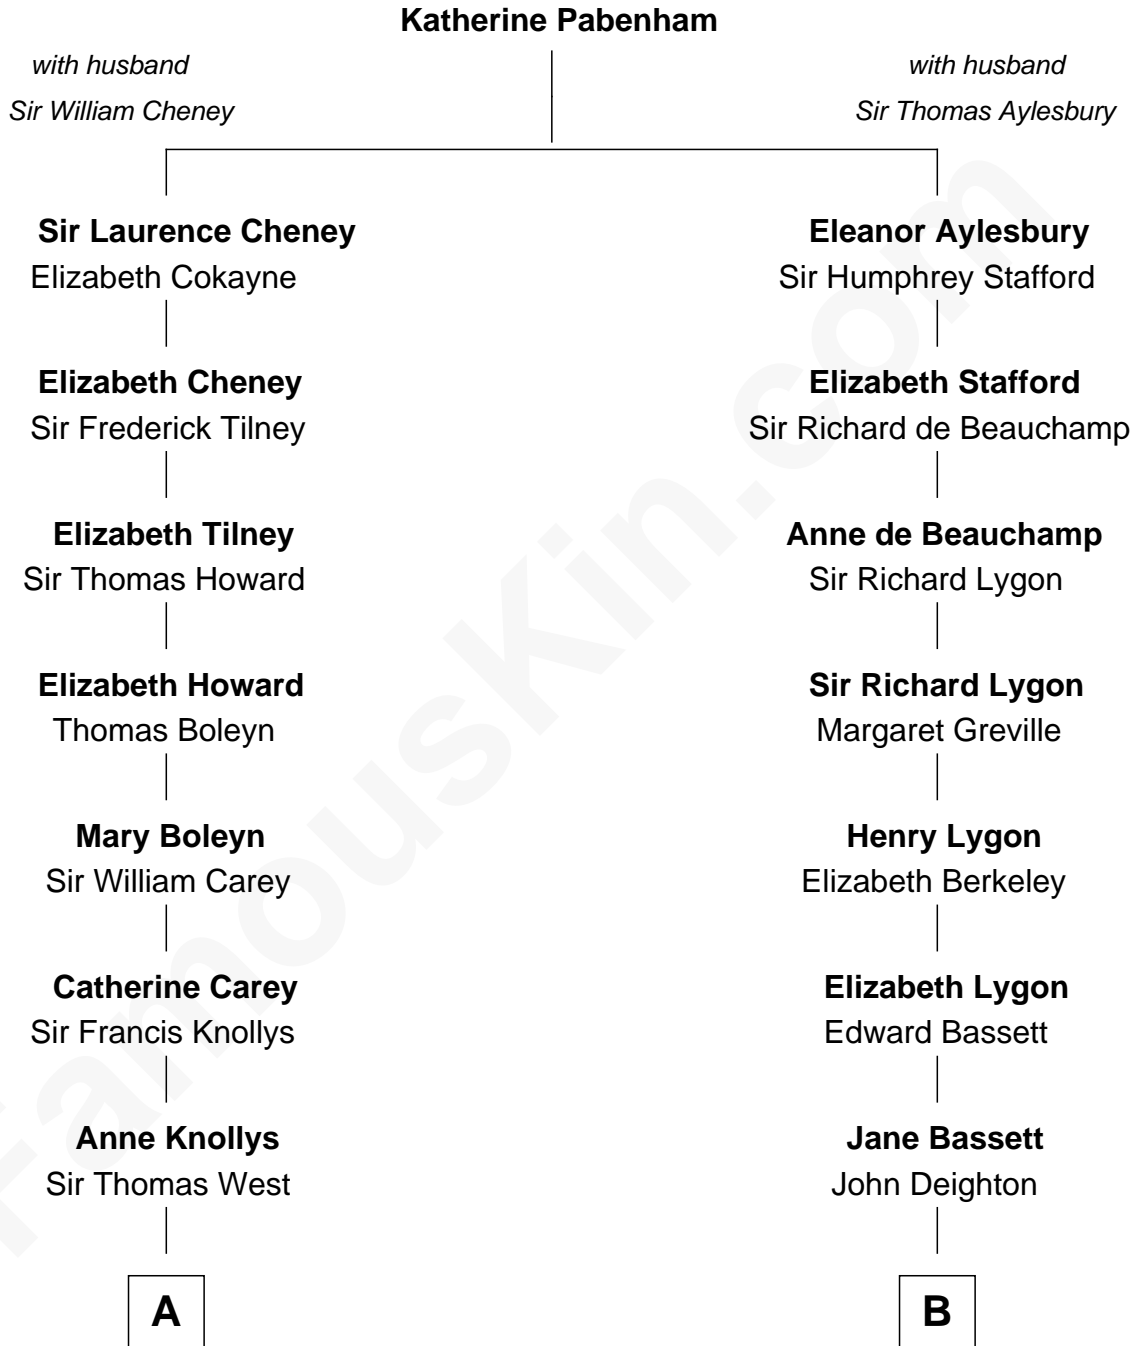 Katherine Pabenham
with husband
Sir William Cheney
with husband
Sir Thomas Aylesbury
Sir Laurence Cheney
Elizabeth Cokayne
Eleanor Aylesbury
Sir Humphrey Stafford
Elizabeth Cheney
Sir Frederick Tilney
Elizabeth Stafford
Sir Richard de Beauchamp
Elizabeth Tilney
Sir Thomas Howard
Anne de Beauchamp
Sir Richard Lygon
Elizabeth Howard
Thomas Boleyn
Sir Richard Lygon
Margaret Greville
Mary Boleyn
Sir William Carey
Henry Lygon
Elizabeth Berkeley
Catherine Carey
Sir Francis Knollys
Elizabeth Lygon
Edward Bassett
Anne Knollys
Sir Thomas West
Jane Bassett
John Deighton
A
B
FamousKin.com